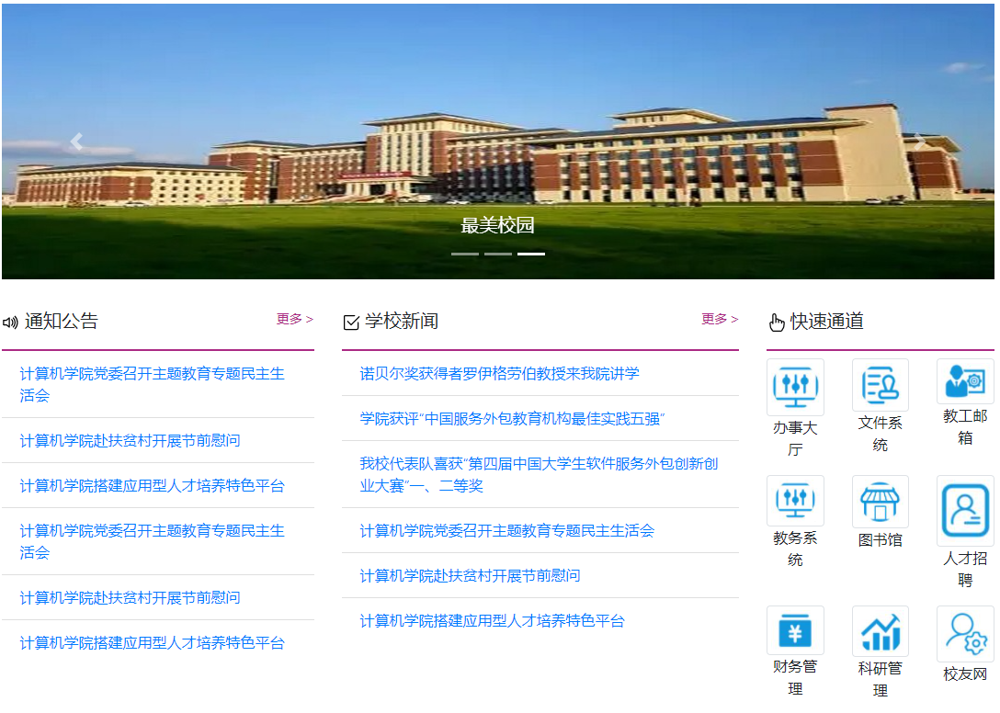 最美校园
通知公告
更多 >
计算机学院党委召开主题教育专题民主生
活会
计算机学院赴扶贫村开展节前慰问
计算机学院搭建应用型人才培养特色平台
计算机学院党委召开主题教育专题民主生
活会
计算机学院赴扶贫村开展节前慰问
计算机学院搭建应用型人才培养特色平台
学校新闻
更多 >
诺贝尔奖获得者罗伊格劳伯教授来我院讲学
学院获评“中国服务外包教育机构最佳实践五强”
我校代表队喜获“第四届中国大学生软件服务外包创新创
业大赛”一、二等奖
计算机学院党委召开主题教育专题民主生活会
计算机学院赴扶贫村开展节前慰问
计算机学院搭建应用型人才培养特色平台
快速通道
办事大
厅
文件系
统
教工邮
箱
教务系
统
图书馆
人才招
聘
¥
财务管
理
科研管
理
校友网